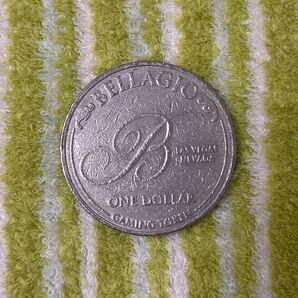 BELLAGIO
B
LAS VEGAS
NEVADA
ONE DOLLAR
GAMING TOKEN